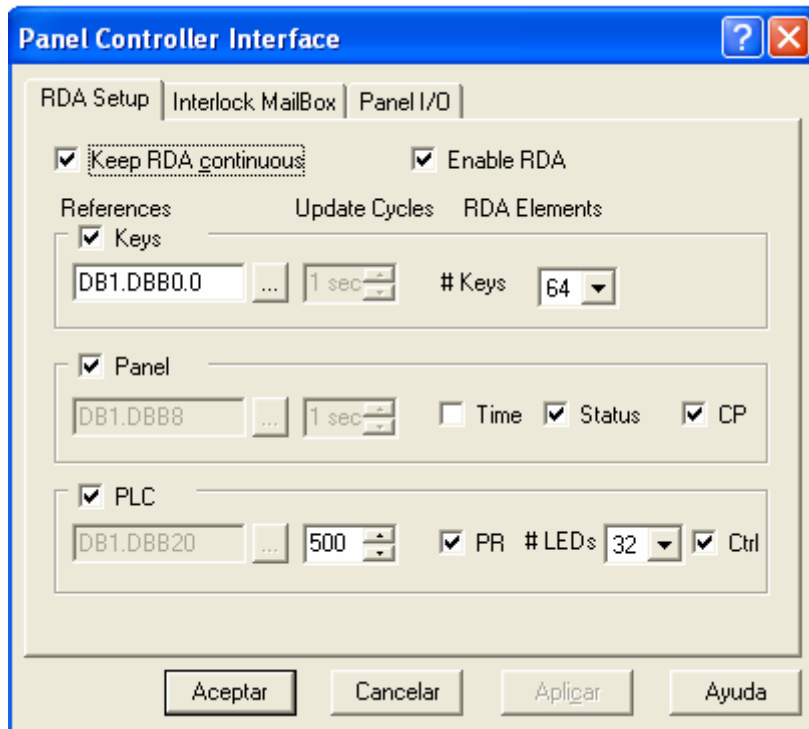 Panel Controller Interface
RDA Setup Interlock MailBox Panel I/O
Keep RDA continuous Enable RDA
References Update Cycles RDA Elements
Keys
DB1.DBB0.0 ... 1 sec # Keys 64
Panel
DB1.DBB8 ... 1 sec Time Status CP
PLC
DB1.DBB20 ... 500 PR # LEDs 32 Ctrl
Aceptar Cancelar Aplicar Ayuda